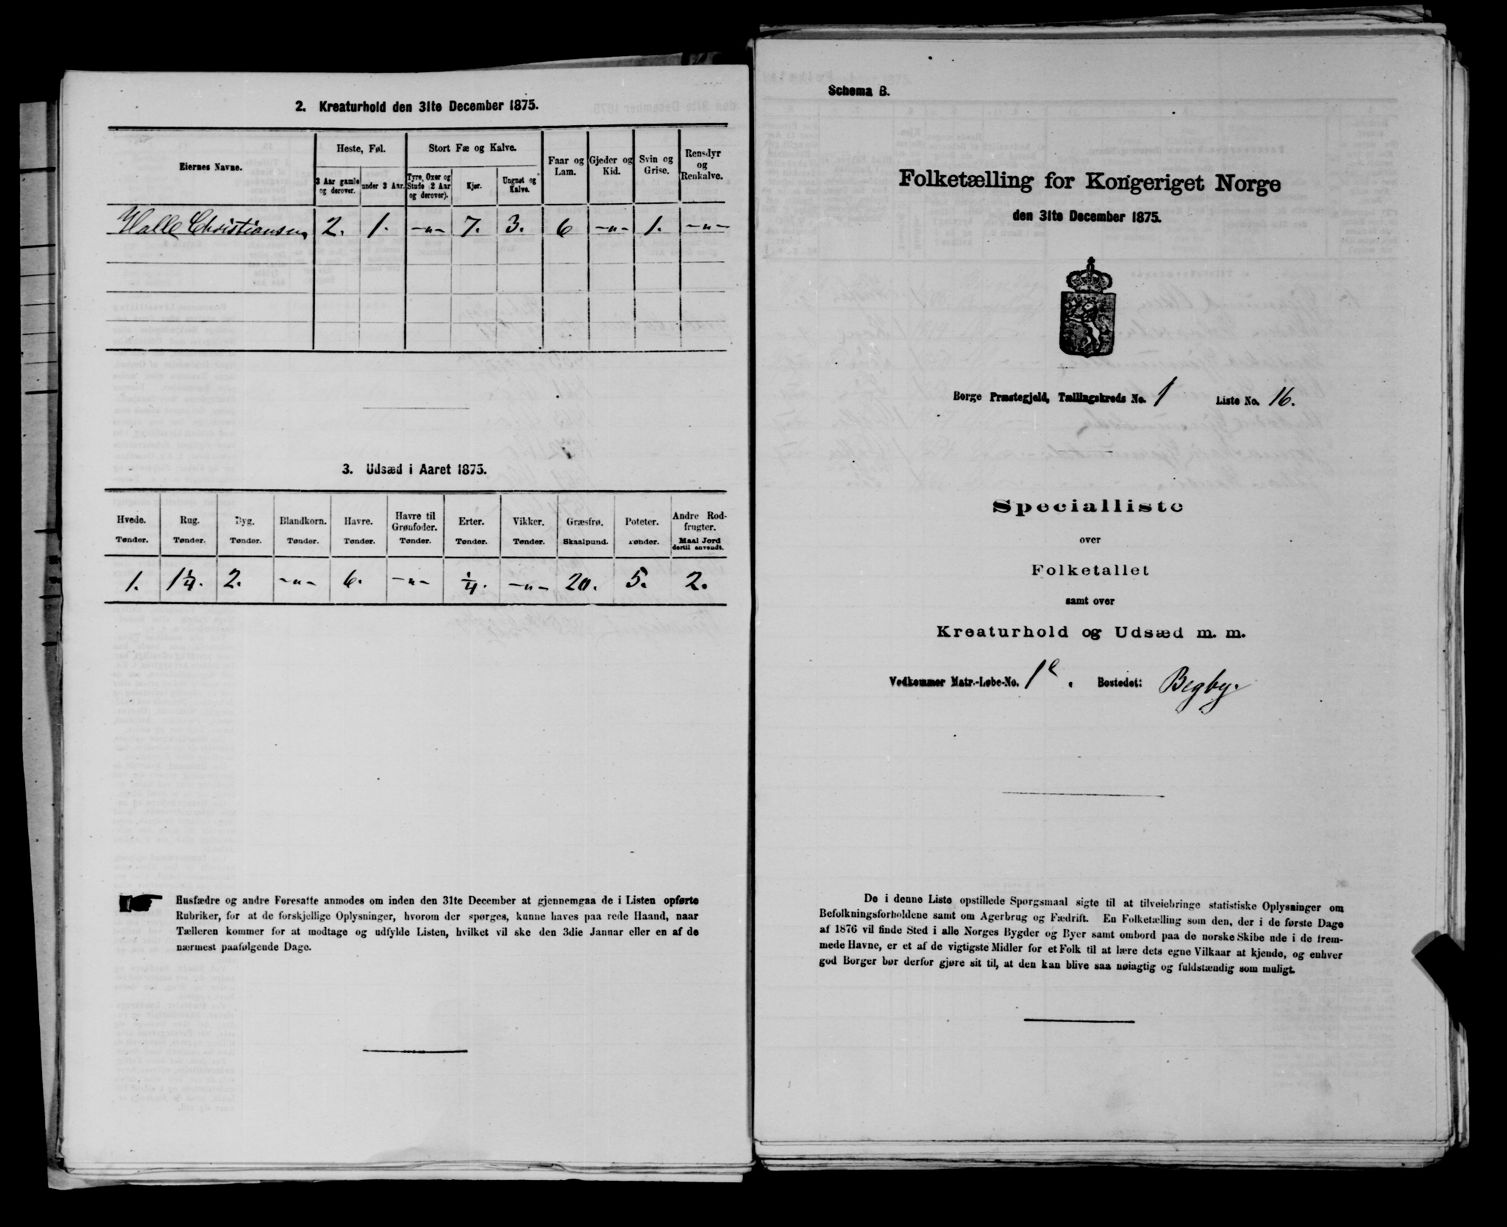 2. Kreaturhold den 31te December 1875.
Eiernes Navne.
Heste, Føl.
Stort Fæ og Kalve.
Faar og Lam.
Gjeder og Kid.
Svin og Grise.
Rensdyr og Renkalve.
3 Aar gamle og derover.
under 3 Aar.
Tyre, Oxer og Stude (2 Aar og derover).
Kjør.
Ungnøt og Kalve.
Halle Christiansen 2. 1. -„- 7. 3. 6 -„- 1. -„-
3. Udsæd i Aaret 1875.
Hvede. Rug. Byg. Blandkorn. Havre. Havre til Grønfoder. Erter. Vikker. Græsfrø. Poteter. Andre Rodfrugter.
Tønder. Tønder. Tønder. Tønder. Tønder. Tønder. Tønder. Tønder. Skaalpund. Tønder. Maal Jord dertil anvendt.
1. 1 1/4. 2. -„- 6. -„- 1/4. -„- 20. 5. 2.
Husfædre og andre Foresatte anmodes om inden den 31te December at gjennemgaa de i Listen opførte
Rubriker, for at de forskjellige Oplysninger, hvorom der spørges, kunne haves paa rede Haand, naar
Tælleren kommer for at modtage og udfylde Listen, hvilket vil ske den 3die Januar eller en af de
nærmest paafølgende Dage.
Schema B.
Folketælling for Kongeriget Norge
den 31te December 1875.
Borge Præstegjeld, Tællingskreds No. 1 Liste No. 16.
Specialliste
over
Folketallet
samt over
Kreaturhold og Udsæd m. m.
Vedkommer Matr.-Løbe-No. 1e, Bostedet: Begby.
De i denne Liste opstillede Spørgsmaal sigte til at tilveiebringe statistiske Oplysninger om
Befolkningsforholdene samt om Agerbrug og Fædrift. En Folketælling som den, der i de første Dage
af 1876 vil finde Sted i alle Norges Bygder og Byer samt ombord paa de norske Skibe ude i de frem-
mede Havne, er et af de vigtigste Midler for et Folk til at lære dets egne Vilkaar at kjende, og enhver
god Borger bør derfor gjøre sit til, at den kan blive saa nøiagtig og fuldstændig som muligt.